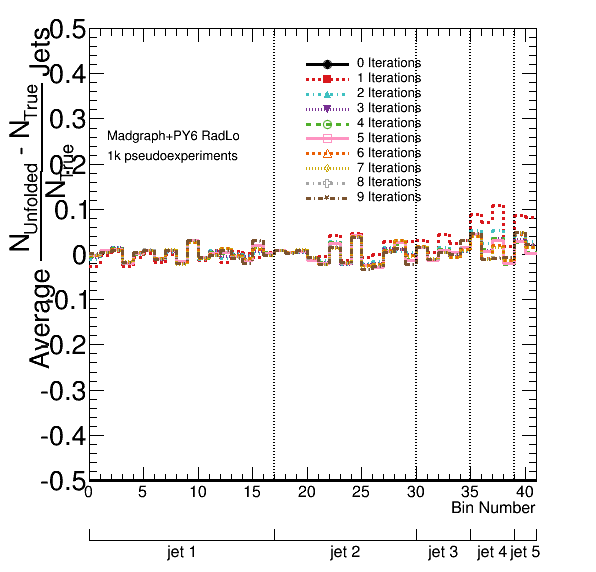 Average N_Unfolded - N_True / N_True Jets
0.5
0.4
0.3
0.2
0.1
0
-0.1
-0.2
-0.3
-0.4
-0.5
Madgraph+PY6 RadLo
1k pseudoexperiments
0 Iterations
1 Iterations
2 Iterations
3 Iterations
4 Iterations
5 Iterations
6 Iterations
7 Iterations
8 Iterations
9 Iterations
0 5 10 15 20 25 30 35 40
Bin Number
jet 1 jet 2 jet 3 jet 4 jet 5